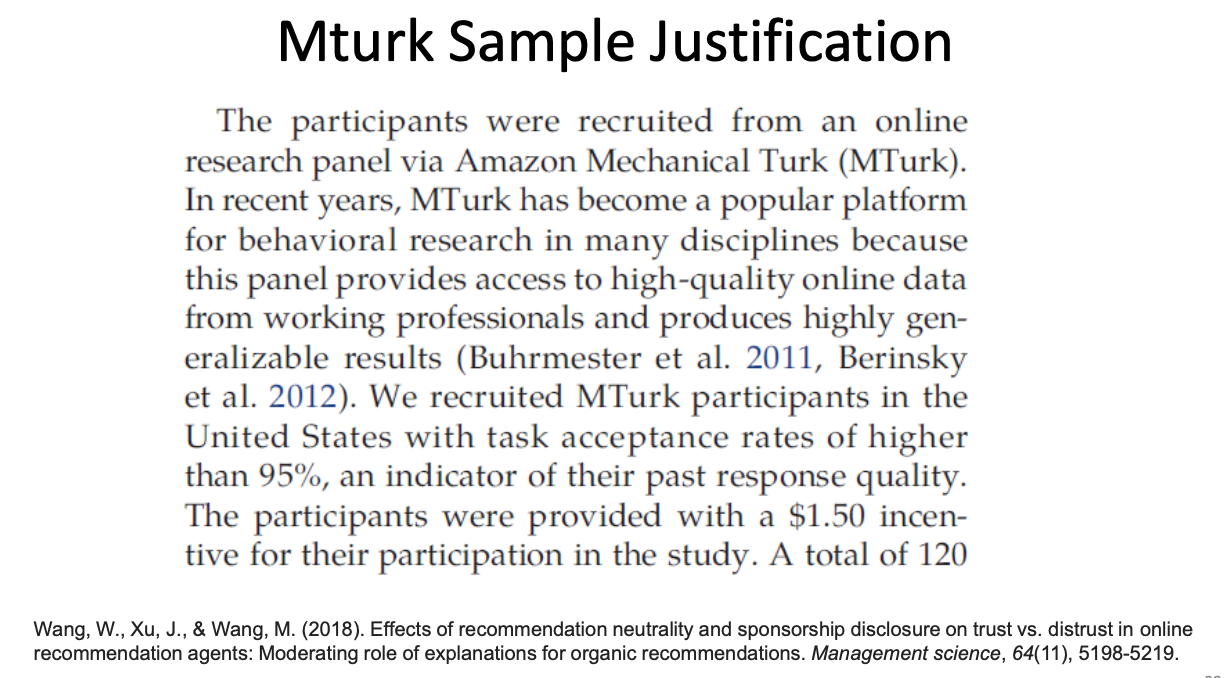 Mturk Sample Justification
The participants were recruited from an online
research panel via Amazon Mechanical Turk (MTurk).
In recent years, MTurk has become a popular platform
for behavioral research in many disciplines because
this panel provides access to high-quality online data
from working professionals and produces highly gen-
eralizable results (Buhrmester et al. 2011, Berinsky
et al. 2012). We recruited MTurk participants in the
United States with task acceptance rates of higher
than 95%, an indicator of their past response quality.
The participants were provided with a $1.50 incen-
tive for their participation in the study. A total of 120
Wang, W., Xu, J., & Wang, M. (2018). Effects of recommendation neutrality and sponsorship disclosure on trust vs. distrust in online
recommendation agents: Moderating role of explanations for organic recommendations. Management science, 64(11), 5198-5219.